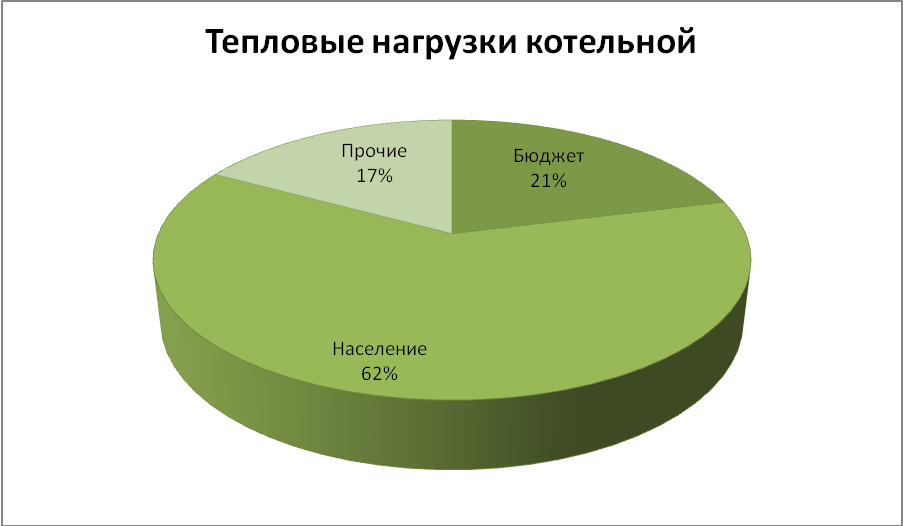 Тепловые нагрузки котельной
Прочие
17%
Бюджет
21%
Население
62%